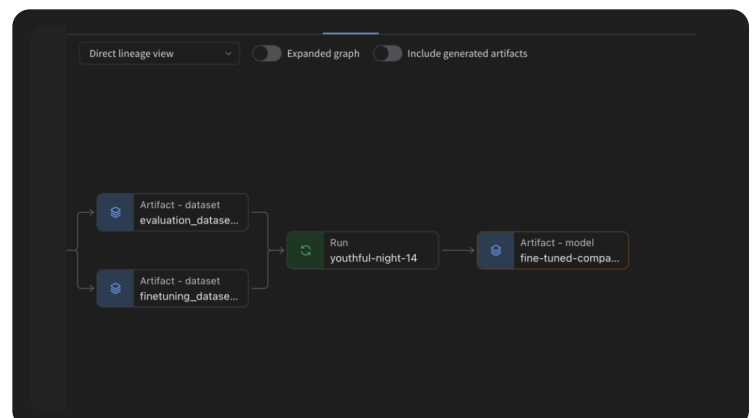 Direct lineage view
Expanded graph
Include generated artifacts
Artifact - dataset
evaluation_datase...
Artifact - dataset
finetuning_datase...
Run
youthful-night-14
Artifact - model
fine-tuned-compa...